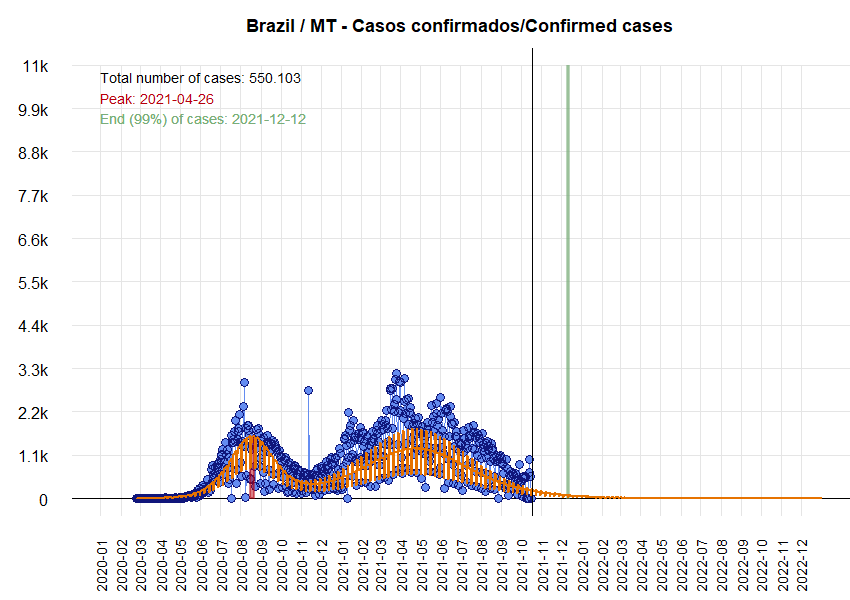 Brazil / MT - Casos confirmados/Confirmed cases
11k
Total number of cases: 550.103
Peak: 2021-04-26
9.9k
End (99%) of cases: 2021-12-12
8.8k
7.7k
6.6k
5.5k
4.4k
3.3k
2.2k
1.1k
0
2020-01
2020-02
2020-03
2020-04
2020-05
2020-06
2020-07
2020-08
2020-09
2020-10
2020-11
2020-12
2021-01
2021-02
2021-03
2021-04
2021-05
2021-06
2021-07
2021-08
2021-09
2021-10
2021-11
2021-12
2022-01
2022-02
2022-03
2022-04
2022-05
2022-06
2022-07
2022-08
2022-09
2022-10
2022-11
2022-12